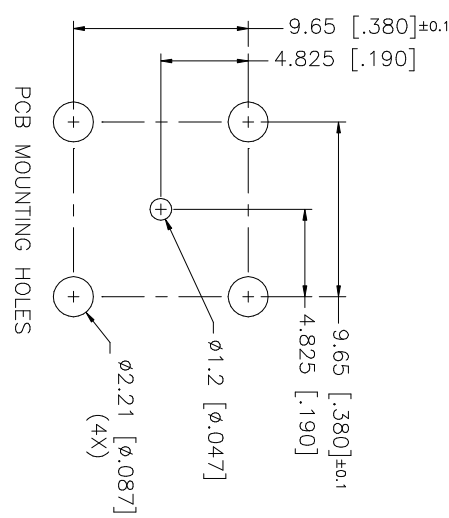 9.65 [.380]±0.1
4.825 [.190]
PCB MOUNTING HOLES
9.65 [.380]±0.1
4.825 [.190]
ø1.2 [ø.047]
ø2.21 [ø.087]
(4X)